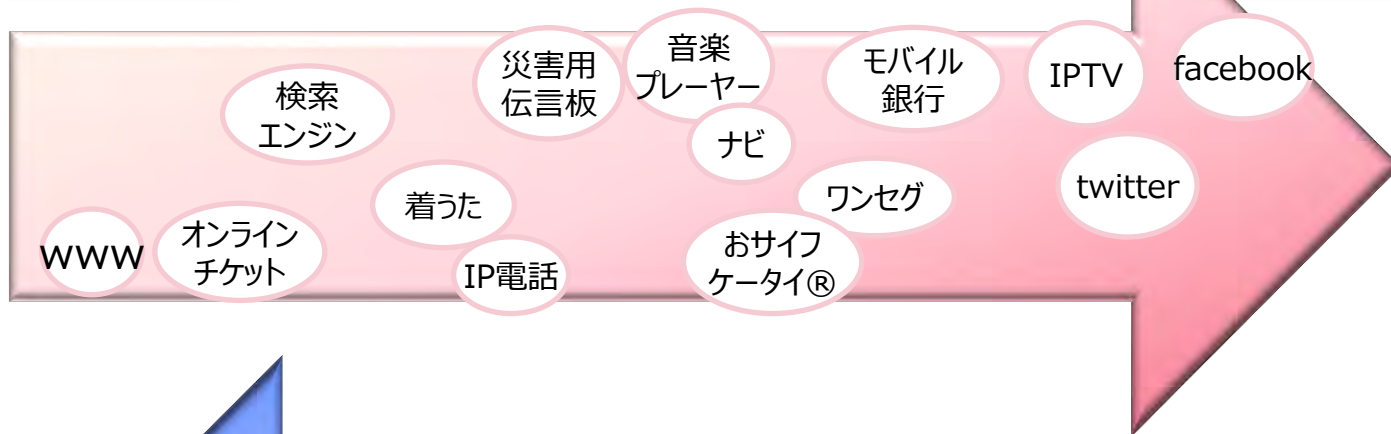 www
オンライン
チケット
検索
エンジン
着うた
IP電話
災害用
伝言板
音楽
プレーヤー
ナビ
おサイフ
ケータイ®
ワンセグ
モバイル
銀行
IPTV
twitter
facebook